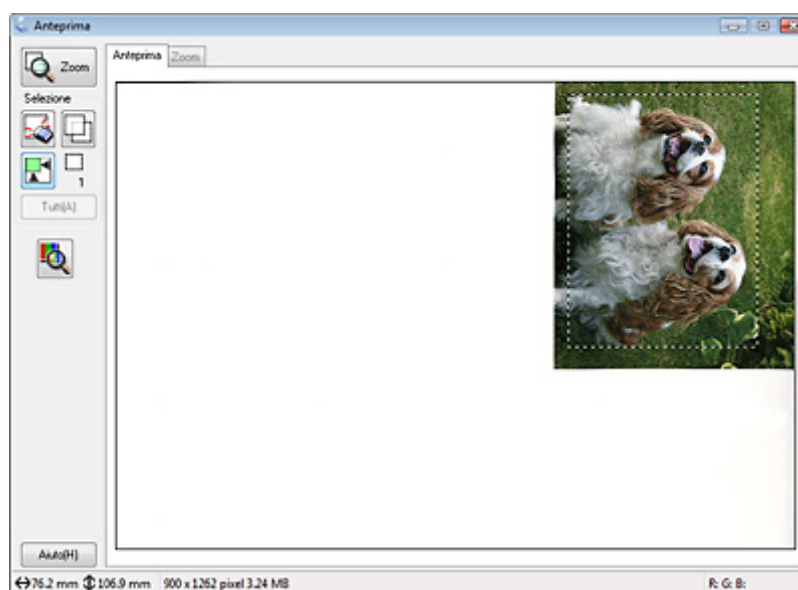 Anteprima
Zoom
Anteprima Zoom
Selezione
1
Tutti(A)
Aiuto(H)
76.2 mm 106.9 mm 900 x 1262 pixel 3.24 MB
R: G: B: